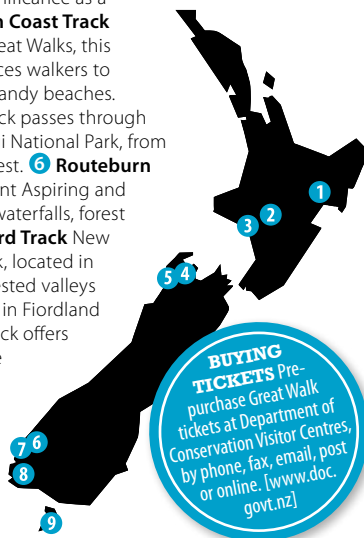 gnificance as a
n Coast Track
eat Walks, this
ces walkers to
andy beaches.
ck passes through
i National Park, from
est. 6 Routeburn
nt Aspiring and
waterfalls, forest
rd Track New
k, located in
ested valleys
in Fiordland
ck offers
e
1
2
3
4
5
6
7
8
9
BUYING
TICKETS Pre-
purchase Great Walk
tickets at Department of
Conservation Visitor Centres,
by phone, fax, email, post
or online. [www.doc.
govt.nz]